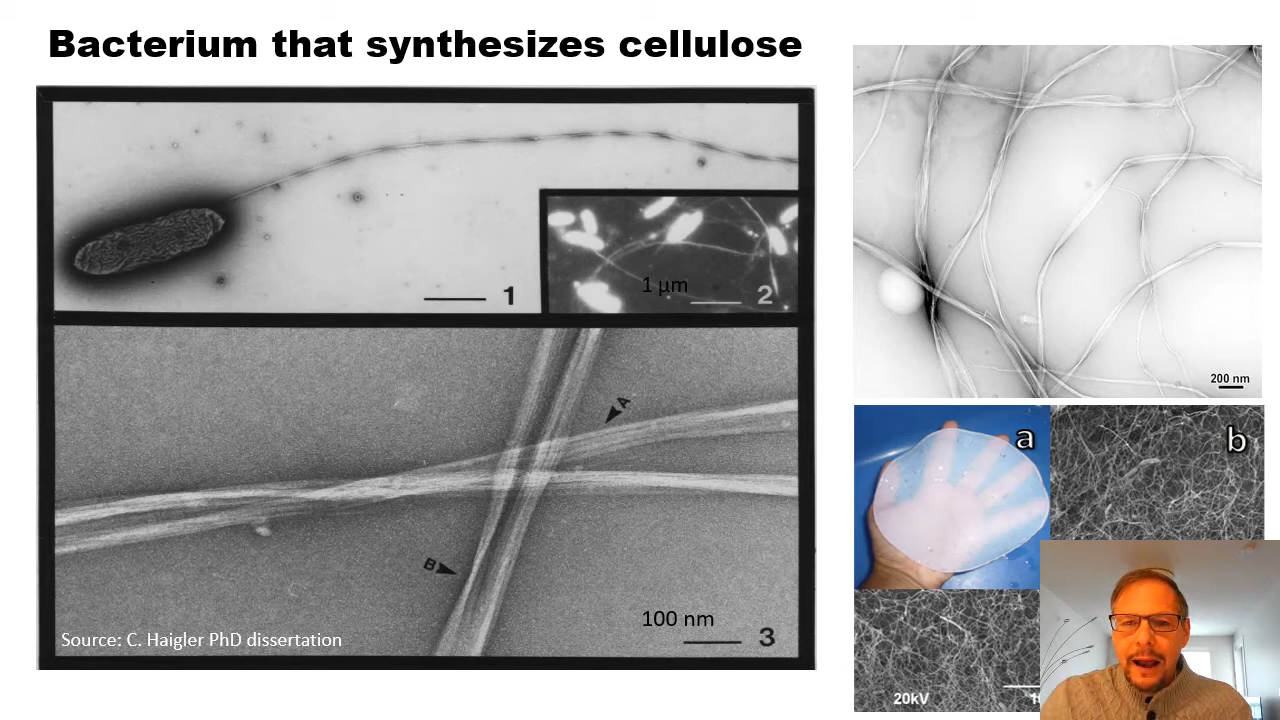 Bacterium that synthesizes cellulose
1
1 µm
2
A
B
100 nm
3
Source: C. Haigler PhD dissertation
200 nm
a
b
20kV